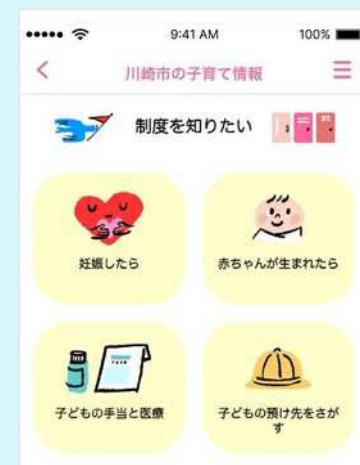 9:41 AM 100%
川崎市の子育て情報
制度を知りたい
妊娠したら 赤ちゃんが生まれたら
子どもの手当と医療 子どもの預け先をさが
す